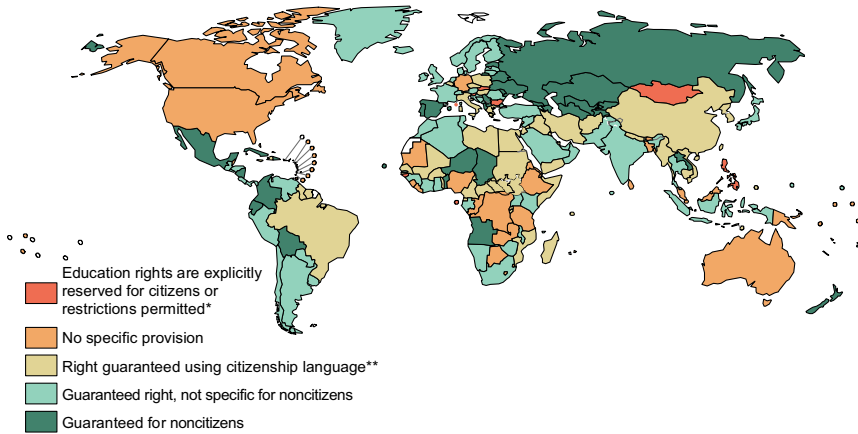 Education rights are explicitly
reserved for citizens or
restrictions permitted*
No specific provision
Right guaranteed using citizenship language**
Guaranteed right, not specific for noncitizens
Guaranteed for noncitizens